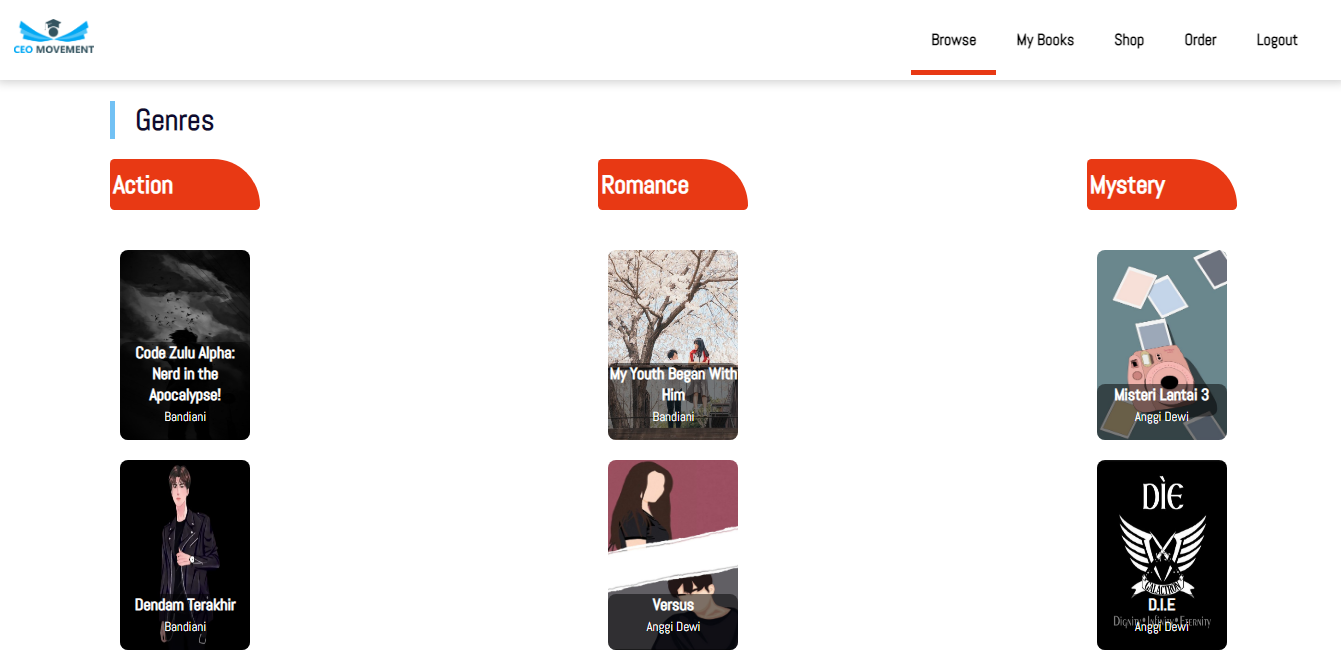 CEO MOVEMENT
Browse
My Books
Shop
Order
Logout
Genres
Action
Romance
Mystery
Code Zulu Alpha:
Nerd in the
Apocalypse!
Bandiani
My Youth Began With
Him
Bandiani
Misteri Lantai 3
Anggi Dewi
Dendam Terakhir
Bandiani
Versus
Anggi Dewi
DÌE
GALACTION
D.I.E
Dignity • Infinity • Eternity
Anggi Dewi